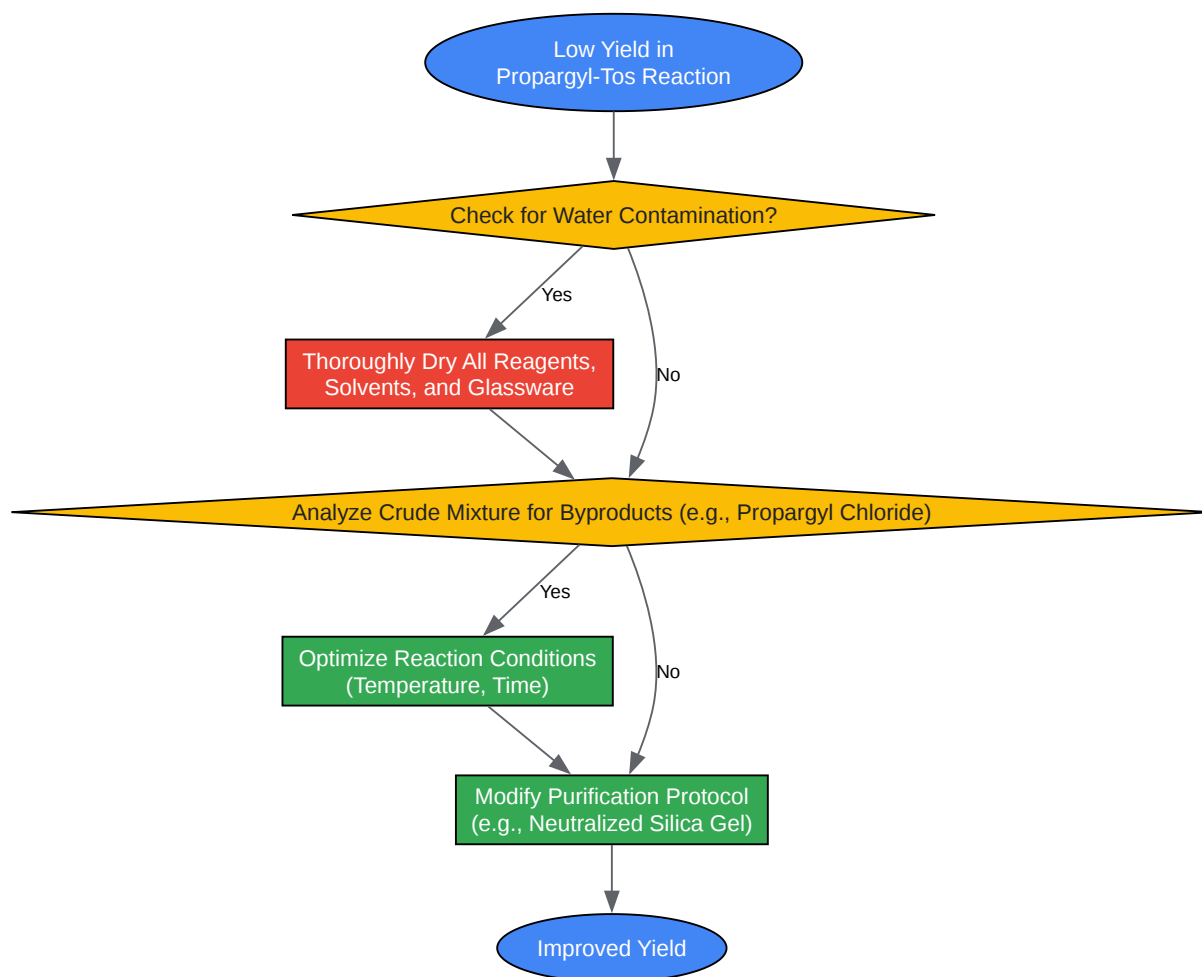 Low Yield in
Propargyl-Tos Reaction
Check for Water Contamination?
Yes
Thoroughly Dry All Reagents,
Solvents, and Glassware
No
Analyze Crude Mixture for Byproducts (e.g., Propargyl Chloride)
Yes
Optimize Reaction Conditions
(Temperature, Time)
No
Modify Purification Protocol
(e.g., Neutralized Silica Gel)
Improved Yield